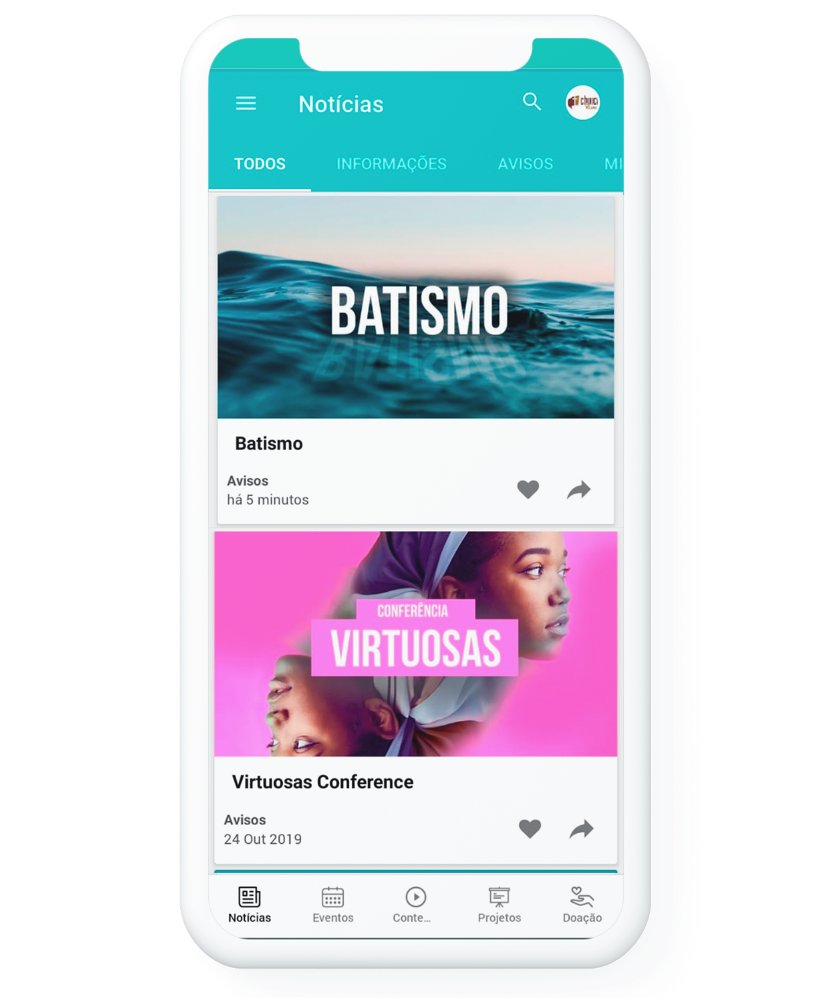 Notícias
TODOS INFORMAÇÕES AVISOS MI
BATISMO
Batismo
Avisos
há 5 minutos
CONFERÊNCIA
VIRTUOSAS
Virtuosas Conference
Avisos
24 Out 2019
Notícias Eventos Conte... Projetos Doação